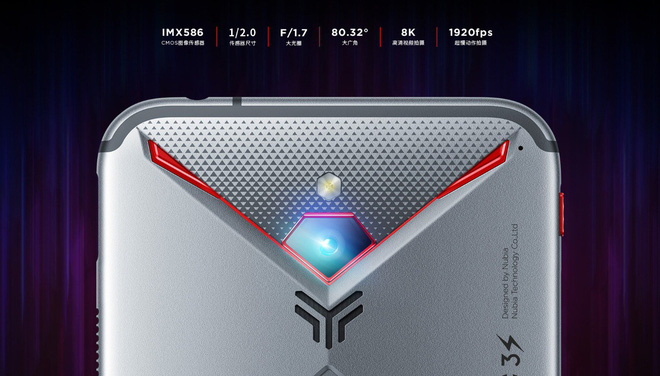 IMX586
CMOS图像传感器
1/2.0
传感器尺寸
F/1.7
大光圈
80.32°
大广角
8K
高清视频拍摄
1920fps
超慢动作拍摄
Designed by Nubia
Nubia Technology Co.,Ltd
3S